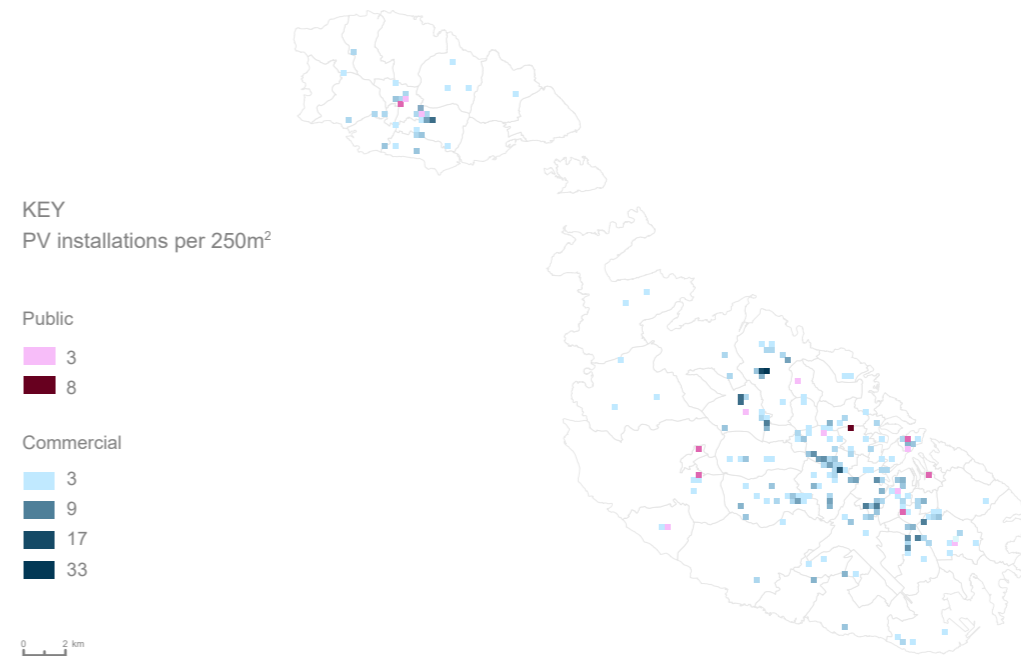 KEY
PV installations per 250m²
Public
3
8
Commercial
3
9
17
33
0 2 km